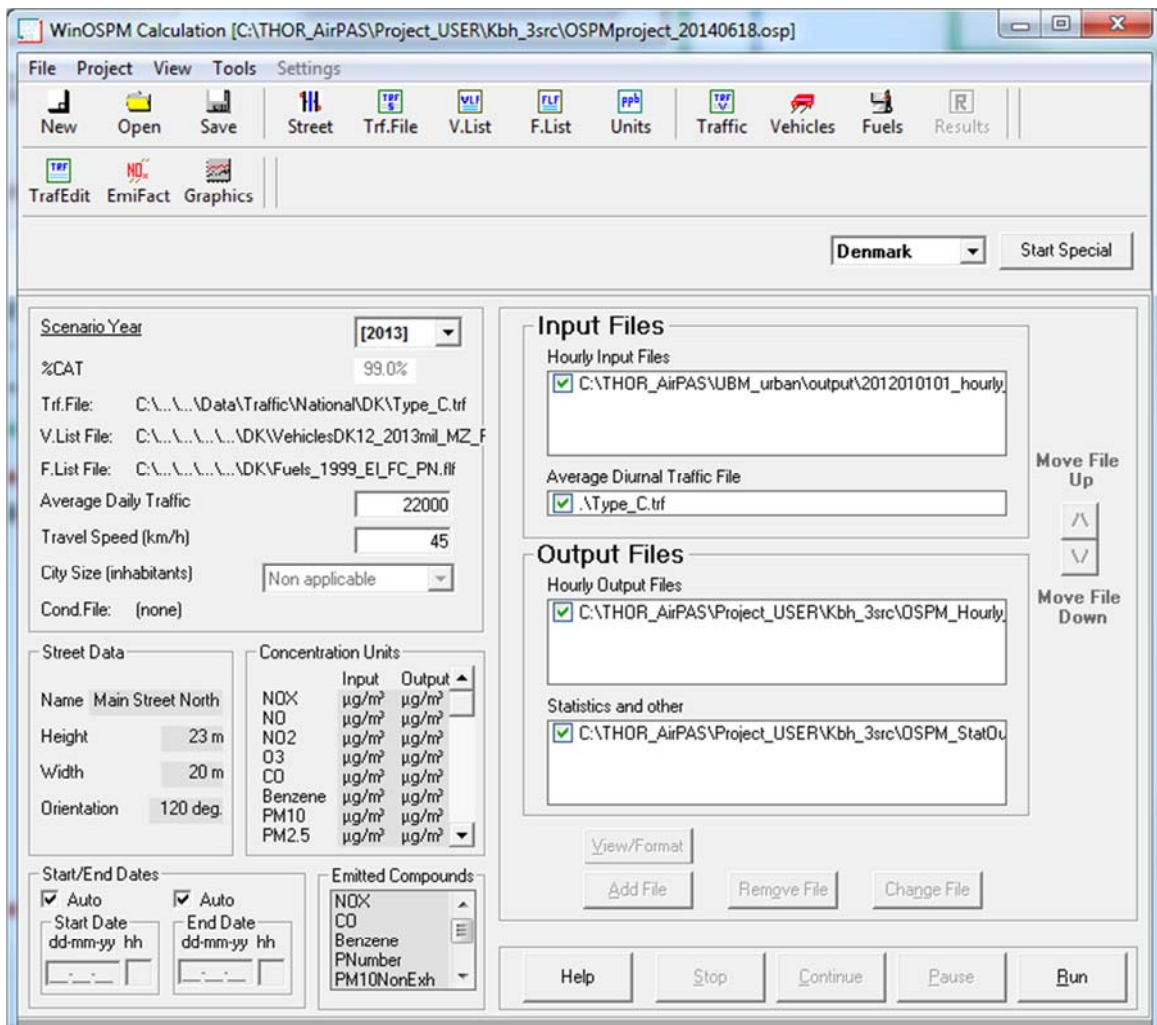 WinOSPM Calculation [C:\THOR_AirPAS\Project_USER\Kbh_3src\OSPMproject_20140618.osp]
File Project View Tools Settings
New Open Save Street Trf.File V.List F.List Units Traffic Vehicles Fuels Results
TrafEdit EmiFact Graphics
Denmark Start Special
Scenario Year [2013]
%CAT 99.0%
Trf.File: C:\...\...\Data\Traffic\National\DK\Type_C.trf
V.List File: C:\...\...\...\...\DK\VehiclesDK12_2013mil_MZ_F
F.List File: C:\...\...\...\...\DK\Fuels_1999_EI_FC_PN.flf
Average Daily Traffic 22000
Travel Speed (km/h) 45
City Size (inhabitants) Non applicable
Cond.File: (none)
Street Data
Name Main Street North
Height 23 m
Width 20 m
Orientation 120 deg.
Concentration Units
Input Output
NOX µg/m³ µg/m³
NO µg/m³ µg/m³
NO2 µg/m³ µg/m³
O3 µg/m³ µg/m³
CO µg/m³ µg/m³
Benzene µg/m³ µg/m³
PM10 µg/m³ µg/m³
PM2.5 µg/m³ µg/m³
Start/End Dates
Auto Auto
Start Date End Date
dd-mm-yy hh dd-mm-yy hh
__-__-__ __-__-__
Emitted Compounds
NOX
CO
Benzene
PNumber
PM10NonExh
Input Files
Hourly Input Files
C:\THOR_AirPAS\UBM_urban\output\2012010101_hourly_
Average Diurnal Traffic File
.\Type_C.trf
Output Files
Hourly Output Files
C:\THOR_AirPAS\Project_USER\Kbh_3src\OSPM_Hourly_
Statistics and other
C:\THOR_AirPAS\Project_USER\Kbh_3src\OSPM_StatOu
Move File
Up
/\
\/
Move File
Down
View/Format
Add File Remove File Change File
Help Stop Continue Pause Run